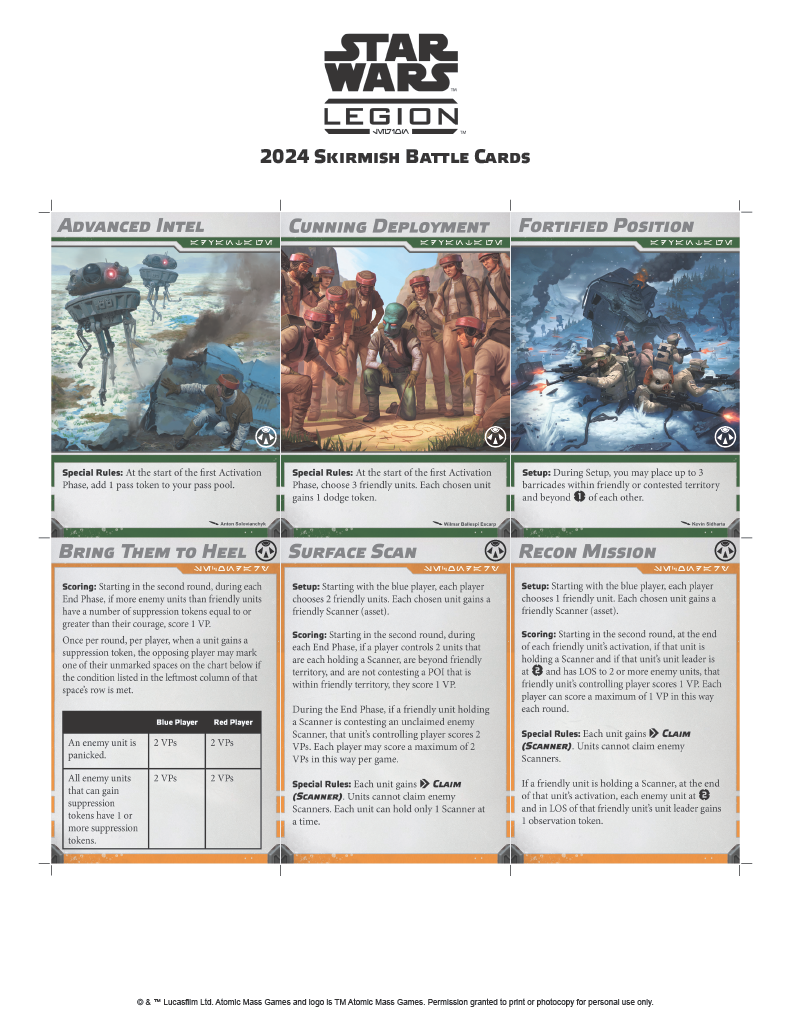 STAR
WARS
™
LEGION
™
2024 Skirmish Battle Cards
Advanced Intel
Special Rules: At the start of the first Activation
Phase, add 1 pass token to your pass pool.
Anton Solomianchyk
Cunning Deployment
Special Rules: At the start of the first Activation
Phase, choose 3 friendly units. Each chosen unit
gains 1 dodge token.
Wilmar Ballespi Escarp
Fortified Position
Setup: During Setup, you may place up to 3
barricades within friendly or contested territory
and beyond 1 of each other.
Kevin Sidharta
Bring Them to Heel
Scoring: Starting in the second round, during each
End Phase, if more enemy units than friendly units
have a number of suppression tokens equal to or
greater than their courage, score 1 VP.
Once per round, per player, when a unit gains a
suppression token, the opposing player may mark
one of their unmarked spaces on the chart below if
the condition listed in the leftmost column of that
space's row is met.
Blue Player Red Player
An enemy unit is 2 VPs 2 VPs
panicked.
All enemy units 2 VPs 2 VPs
that can gain
suppression
tokens have 1 or
more suppression
tokens.
Surface Scan
Setup: Starting with the blue player, each player
chooses 2 friendly units. Each chosen unit gains a
friendly Scanner (asset).
Scoring: Starting in the second round, during
each End Phase, if a player controls 2 units that
are each holding a Scanner, are beyond friendly
territory, and are not contesting a POI that is
within friendly territory, they score 1 VP.
During the End Phase, if a friendly unit holding
a Scanner is contesting an unclaimed enemy
Scanner, that unit's controlling player scores 2
VPs. Each player may score a maximum of 2
VPs in this way per game.
Special Rules: Each unit gains Claim
(Scanner). Units cannot claim enemy
Scanners. Each unit can hold only 1 Scanner at
a time.
Recon Mission
Setup: Starting with the blue player, each player
chooses 1 friendly unit. Each chosen unit gains a
friendly Scanner (asset).
Scoring: Starting in the second round, at the end
of each friendly unit's activation, if that unit is
holding a Scanner and if that unit's unit leader is
at 2 and has LOS to 2 or more enemy units, that
friendly unit's controlling player scores 1 VP. Each
player can score a maximum of 1 VP in this way
each round.
Special Rules: Each unit gains Claim
(Scanner). Units cannot claim enemy
Scanners.
If a friendly unit is holding a Scanner, at the end
of that unit's activation, each enemy unit at 2
and in LOS of that friendly unit's unit leader gains
1 observation token.
© & ™ Lucasfilm Ltd. Atomic Mass Games and logo is TM Atomic Mass Games. Permission granted to print or photocopy for personal use only.